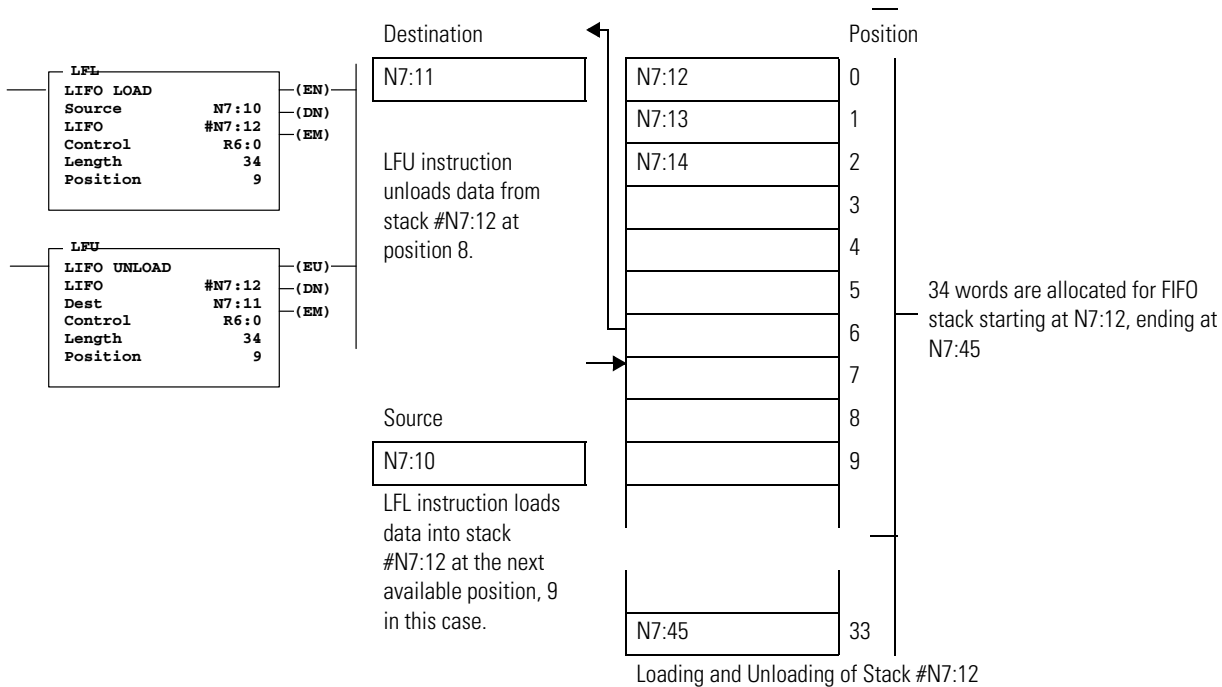 LFL
LIFO LOAD
Source N7:10
LIFO #N7:12
Control R6:0
Length 34
Position 9
(EN)
(DN)
(EM)
LFU
LIFO UNLOAD
LIFO #N7:12
Dest N7:11
Control R6:0
Length 34
Position 9
(EU)
(DN)
(EM)
Destination
N7:11
LFU instruction
unloads data from
stack #N7:12 at
position 8.
Source
N7:10
LFL instruction loads
data into stack
#N7:12 at the next
available position, 9
in this case.
Position
N7:12 0
N7:13 1
N7:14 2
3
4
5
6
7
8
9
N7:45 33
34 words are allocated for FIFO
stack starting at N7:12, ending at
N7:45
Loading and Unloading of Stack #N7:12